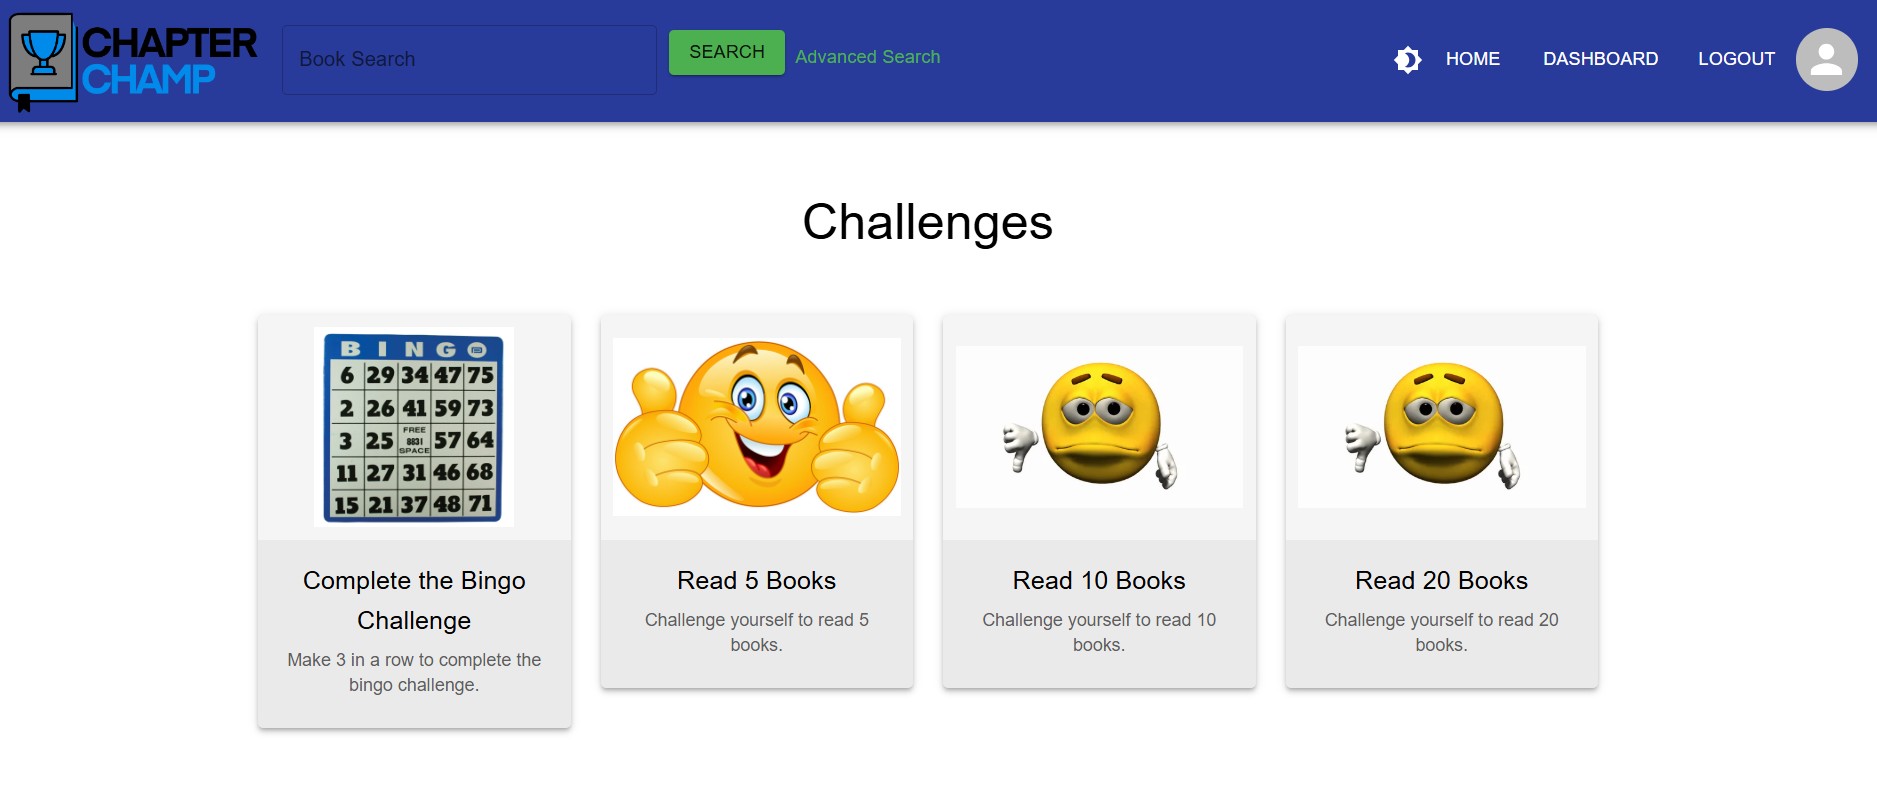 CHAPTER
CHAMP
Book Search
SEARCH
Advanced Search
HOME
DASHBOARD
LOGOUT
Challenges
B I N G O
6 29 34 47 75
2 26 41 59 73
3 25 FREE 8831 SPACE 57 64
11 27 31 46 68
15 21 37 48 71
Complete the Bingo
Challenge
Make 3 in a row to complete the
bingo challenge.
Read 5 Books
Challenge yourself to read 5
books.
Read 10 Books
Challenge yourself to read 10
books.
Read 20 Books
Challenge yourself to read 20
books.